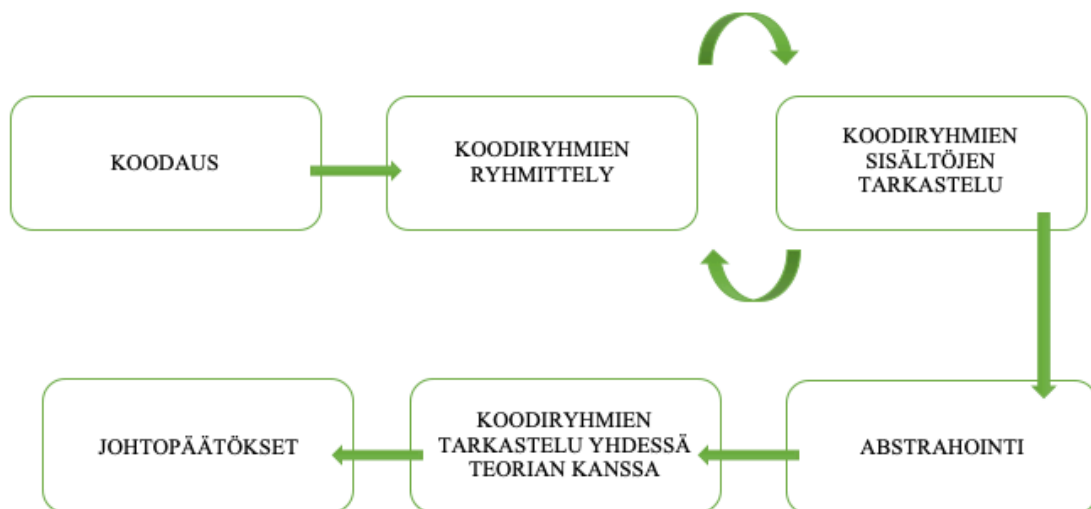 KOODAUS
KOODIRYHMIEN
RYHMITTELY
KOODIRYHMIEN
SISÄLTÖJEN
TARKASTELU
ABSTRAHOINTI
KOODIRYHMIEN
TARKASTELU YHDESSÄ
TEORIAN KANSSA
JOHTOPÄÄTÖKSET